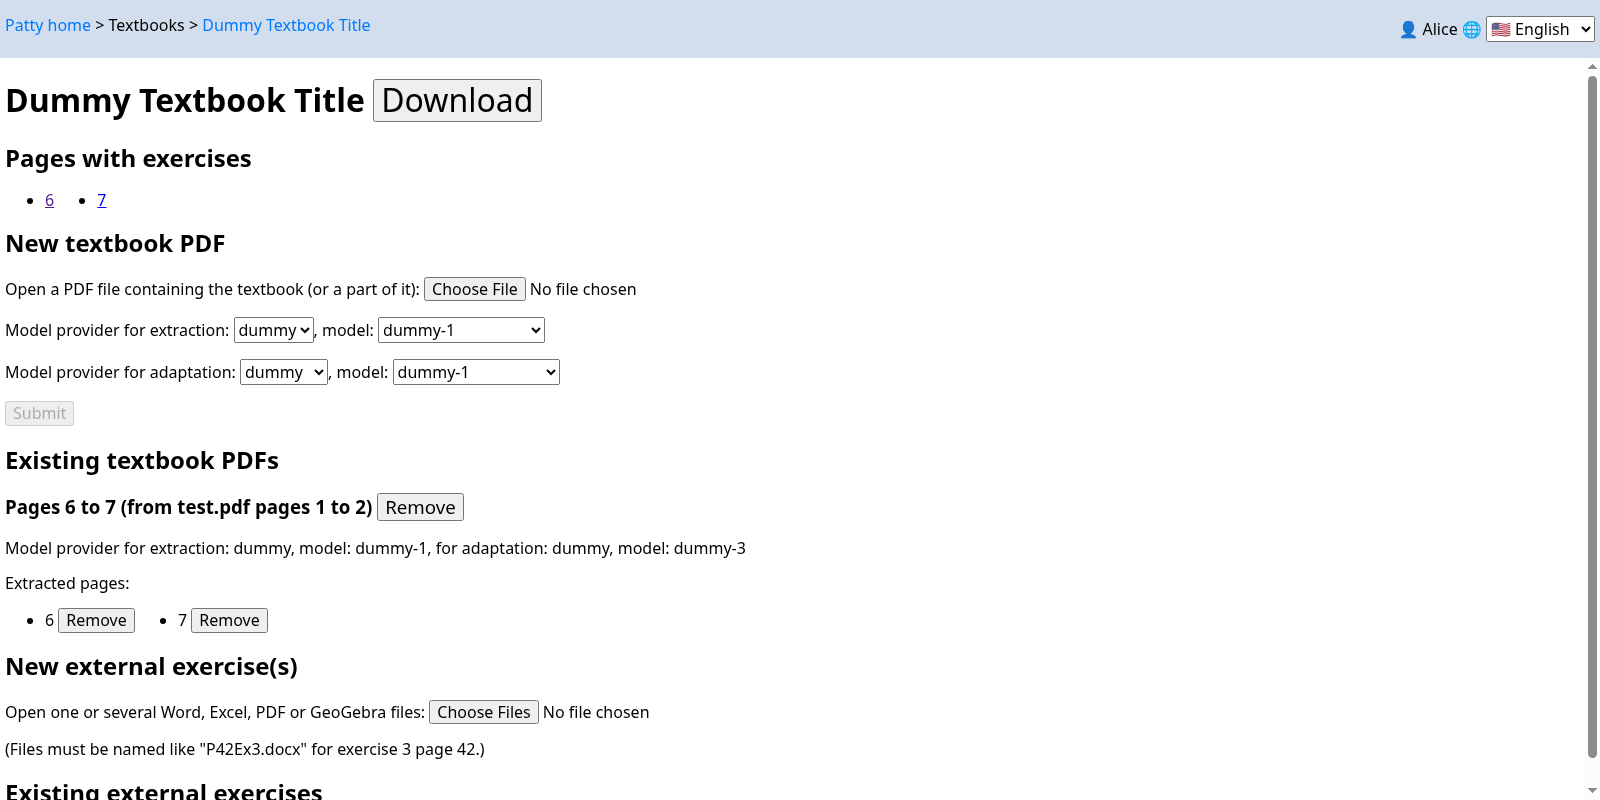 Patty home > Textbooks > Dummy Textbook Title
👤 Alice 🌐 🇺🇸 English
Dummy Textbook Title Download
Pages with exercises
• 6 • 7
New textbook PDF
Open a PDF file containing the textbook (or a part of it): Choose File No file chosen
Model provider for extraction: dummy, model: dummy-1
Model provider for adaptation: dummy, model: dummy-1
Submit
Existing textbook PDFs
Pages 6 to 7 (from test.pdf pages 1 to 2) Remove
Model provider for extraction: dummy, model: dummy-1, for adaptation: dummy, model: dummy-3
Extracted pages:
• 6 Remove • 7 Remove
New external exercise(s)
Open one or several Word, Excel, PDF or GeoGebra files: Choose Files No file chosen
(Files must be named like "P42Ex3.docx" for exercise 3 page 42.)
Existing external exercises